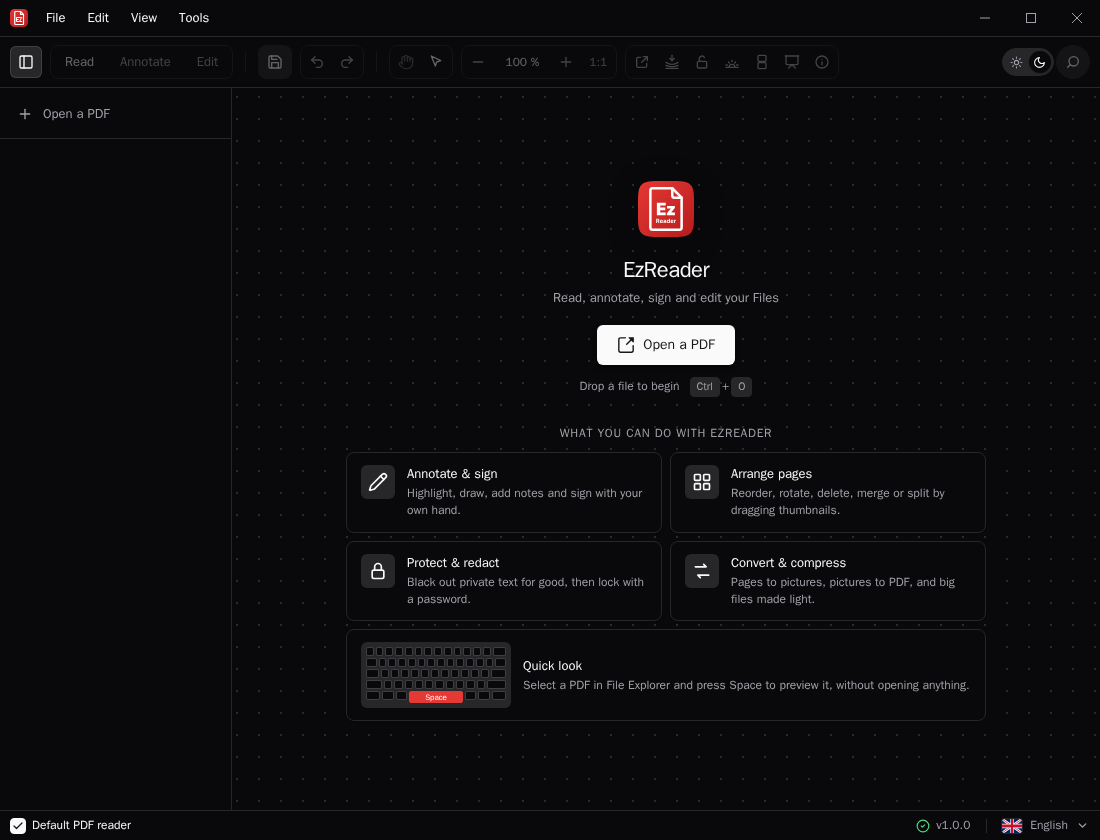 Ez
File Edit View Tools
Read Annotate Edit 100 % 1:1
Open a PDF
Ez
Reader
EzReader
Read, annotate, sign and edit your Files
Open a PDF
Drop a file to begin Ctrl + O
WHAT YOU CAN DO WITH EZREADER
Annotate & sign
Highlight, draw, add notes and sign with your
own hand.
Arrange pages
Reorder, rotate, delete, merge or split by
dragging thumbnails.
Protect & redact
Black out private text for good, then lock with
a password.
Convert & compress
Pages to pictures, pictures to PDF, and big
files made light.
Space
Quick look
Select a PDF in File Explorer and press Space to preview it, without opening anything.
Default PDF reader
v1.0.0
English